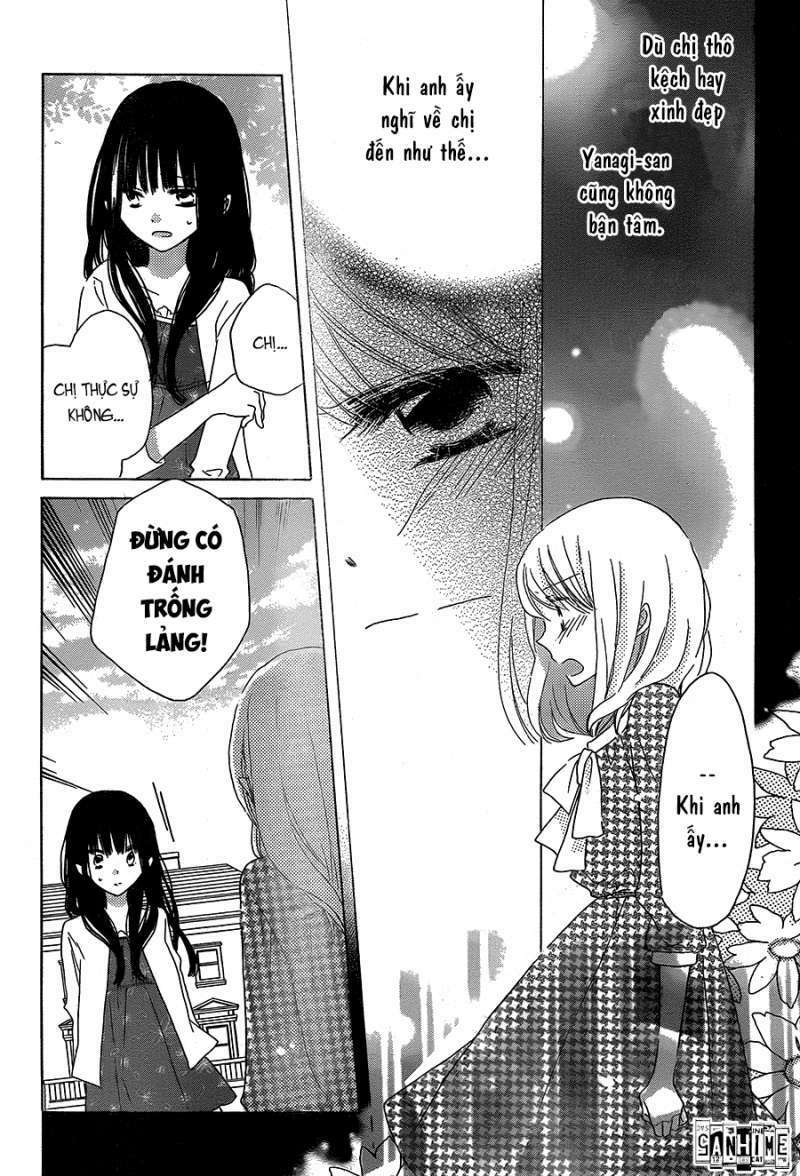 Dù chị thô
kệch hay
xinh đẹp
Yanagi-san
cũng không
bận tâm.
Khi anh ấy
nghĩ về chị
đến như thế...
--
Khi anh
ấy...
CHỊ...
CHỊ THỰC SỰ
KHÔNG...
ĐỪNG CÓ
ĐÁNH
TRỐNG
LẢNG!
SANHIME